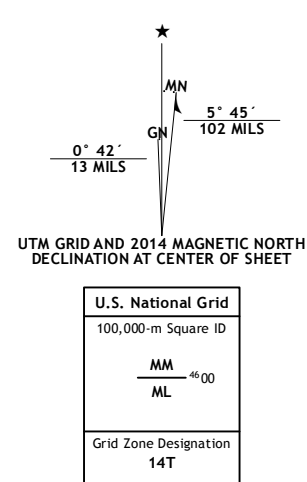 ★
MN
5° 45´
102 MILS
GN
0° 42´
13 MILS
UTM GRID AND 2014 MAGNETIC NORTH
DECLINATION AT CENTER OF SHEET
U.S. National Grid
100,000-m Square ID
MM
4600
ML
Grid Zone Designation
14T